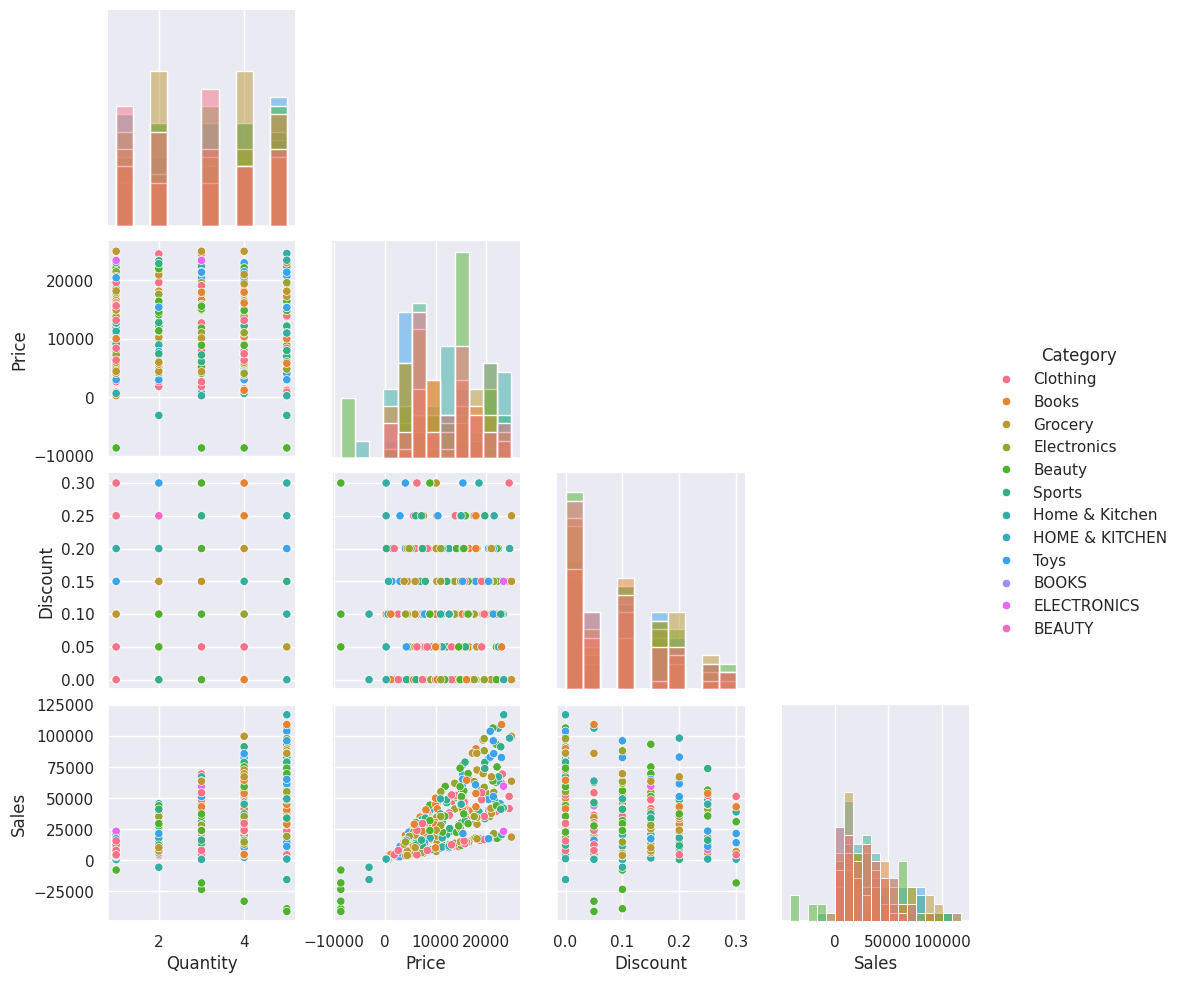 Price
20000
10000
0
−10000
Discount
0.30
0.25
0.20
0.15
0.10
0.05
0.00
Sales
125000
100000
75000
50000
25000
0
−25000
2 4
Quantity
−10000 0 10000 20000
Price
0.0 0.1 0.2 0.3
Discount
0 50000 100000
Sales
Category
Clothing
Books
Grocery
Electronics
Beauty
Sports
Home & Kitchen
HOME & KITCHEN
Toys
BOOKS
ELECTRONICS
BEAUTY